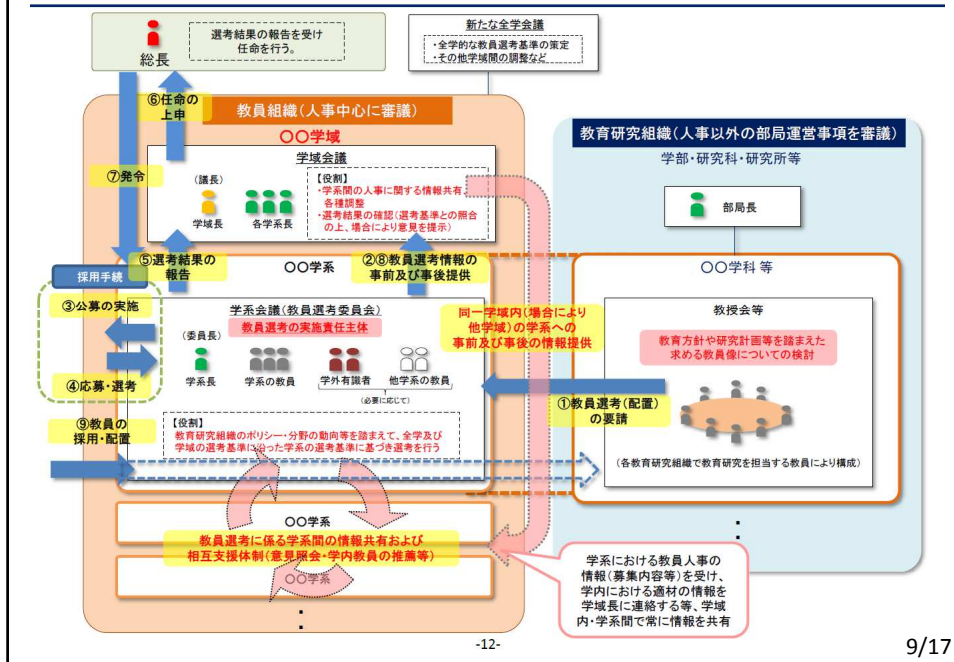 選考結果の報告を受け
任命を行う。
総長
新たな全学会議
・全学的な教員選考基準の策定
・その他学域間の調整など
⑥任命の
上申
教員組織(人事中心に審議)
〇〇学域
学域会議
⑦発令
(議長)
学域長
各学系長
【役割】
・学系間の人事に関する情報共有、
各種調整
・選考結果の確認(選考基準との照合
の上、場合により意見を提示)
教育研究組織(人事以外の部局運営事項を審議)
学部・研究科・研究所等
部局長
⑤選考結果の
報告
〇〇学系
②⑧教員選考情報の
事前及び事後提供
〇〇学科 等
採用手続
③公募の実施
④応募・選考
学系会議(教員選考委員会)
教員選考の実施責任主体
(委員長)
学系長
学系の教員
学外有識者
他学系の教員
(必要に応じて)
同一学域内(場合により
他学域)の学系への
事前及び事後の情報提供
教授会等
教育方針や研究計画等を踏まえた
求める教員像についての検討
①教員選考(配置)
の要請
⑨教員の
採用・配置
【役割】
教育研究組織のポリシー・分野の動向等を踏まえて、全学及び
学域の選考基準に沿った学系の選考基準に基づき選考を行う
(各教育研究組織で教育研究を担当する教員により構成)
〇〇学系
教員選考に係る学系間の情報共有および
相互支援体制(意見照会・学内教員の推薦等)
〇〇学系
学系における教員人事の
情報(募集内容等)を受け、
学内における適材の情報を
学域長に連絡する等、学域
内・学系間で常に情報を共有
-12-
9/17